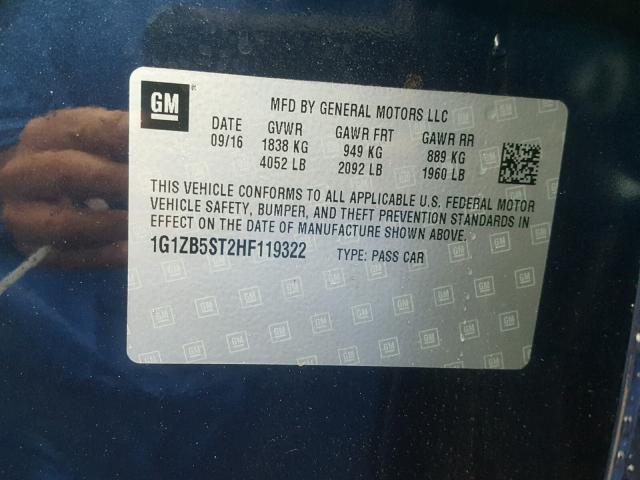 GM
MFD BY GENERAL MOTORS LLC
DATE GVWR GAWR FRT GAWR RR
09/16 1838 KG 949 KG 889 KG
4052 LB 2092 LB 1960 LB
THIS VEHICLE CONFORMS TO ALL APPLICABLE U.S. FEDERAL MOTOR
VEHICLE SAFETY, BUMPER, AND THEFT PREVENTION STANDARDS IN
EFFECT ON THE DATE OF MANUFACTURE SHOWN ABOVE.
1G1ZB5ST2HF119322 TYPE: PASS CAR